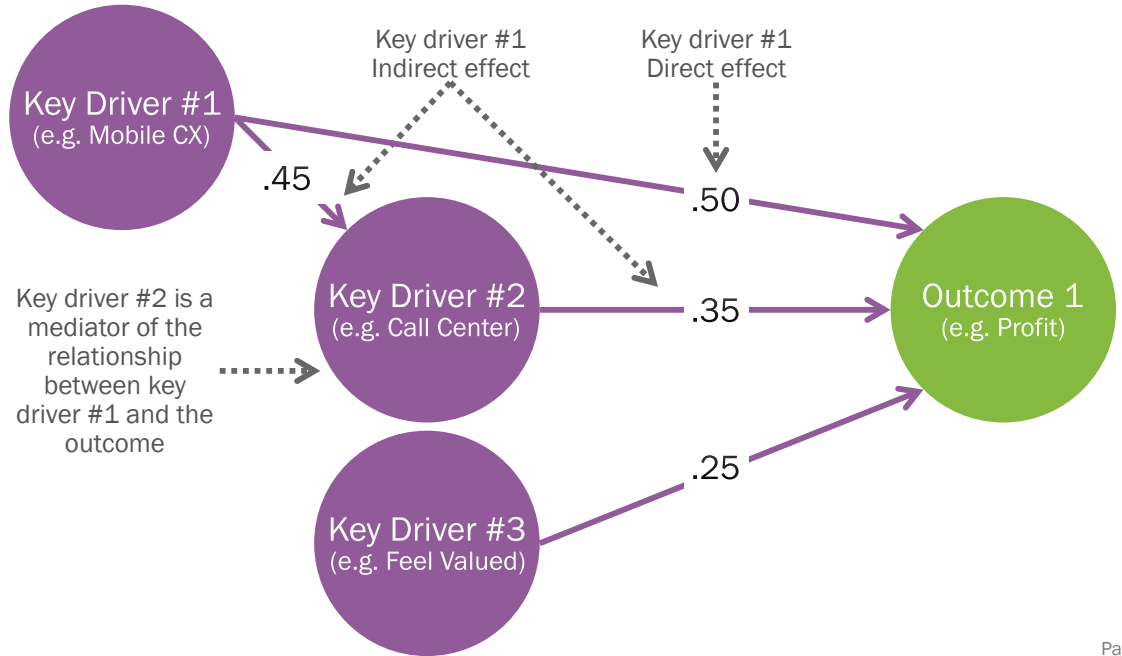 Key driver #1
Indirect effect
Key driver #1
Direct effect
Key Driver #1
(e.g. Mobile CX)
.45
.50
Key driver #2 is a
mediator of the
relationship
between key
driver #1 and the
outcome
Key Driver #2
(e.g. Call Center)
.35
Outcome 1
(e.g. Profit)
.25
Key Driver #3
(e.g. Feel Valued)
Pa